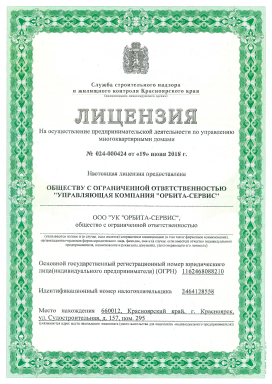 Служба строительного надзора
и жилищного контроля Красноярского края
ЛИЦЕНЗИЯ
На осуществление предпринимательской деятельности по управлению
многоквартирными домами
№ 024-000424 от «19» июня 2018 г.
Настоящая лицензия предоставлена
ОБЩЕСТВУ С ОГРАНИЧЕННОЙ ОТВЕТСТВЕННОСТЬЮ
"УПРАВЛЯЮЩАЯ КОМПАНИЯ "ОРБИТА-СЕРВИС"
ООО "УК "ОРБИТА-СЕРВИС",
общество с ограниченной ответственностью
Основной государственный регистрационный номер юридического
лица(индивидуального предпринимателя) (ОГРН) 1162468088210
Идентификационный номер налогоплательщика 2464128558
Место нахождения 660012, Красноярский край, г. Красноярск,
ул. Судостроительная, д. 157, пом. 295